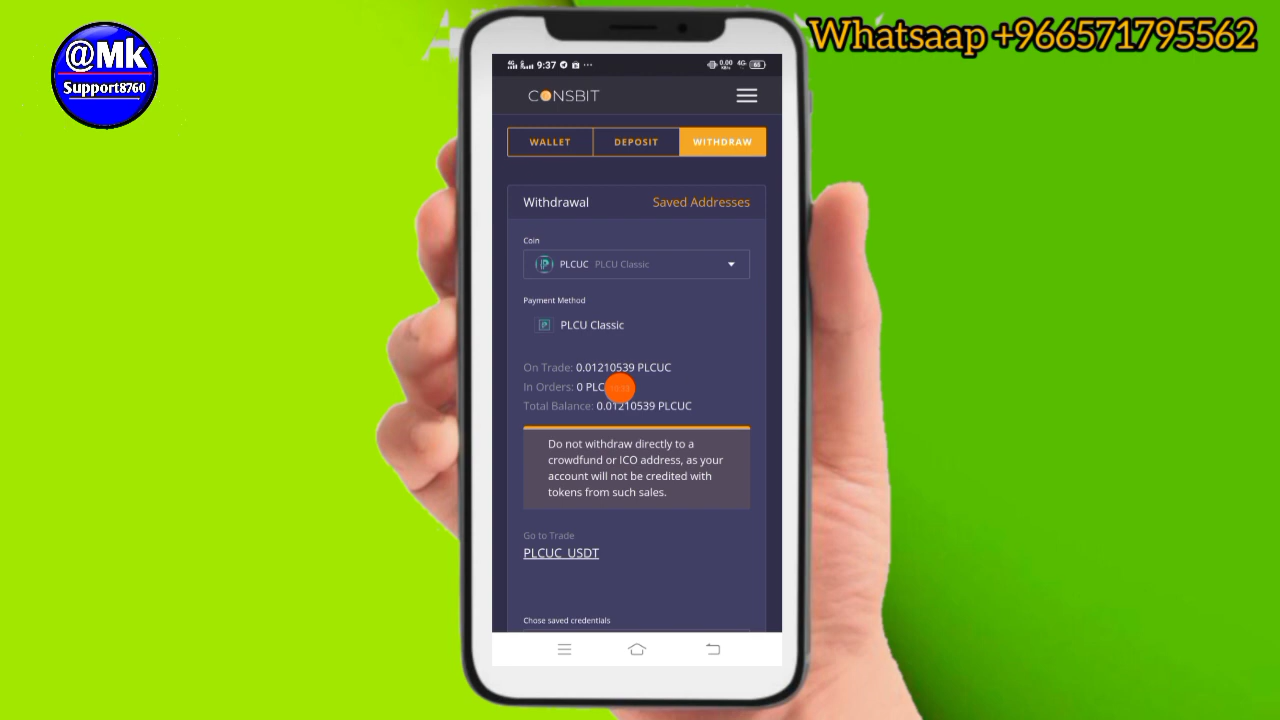 @Mk
Support8760
Whatsaap +966571795562
9:37
0.00
KB/s
4G
CONSBIT
WALLET
DEPOSIT
WITHDRAW
Withdrawal
Saved Addresses
Coin
PLCUC PLCU Classic
Payment Method
PLCU Classic
On Trade: 0.01210539 PLCUC
In Orders: 0 PLC
Total Balance: 0.01210539 PLCUC
Do not withdraw directly to a
crowdfund or ICO address, as your
account will not be credited with
tokens from such sales.
Go to Trade
PLCUC_USDT
Chose saved credentials